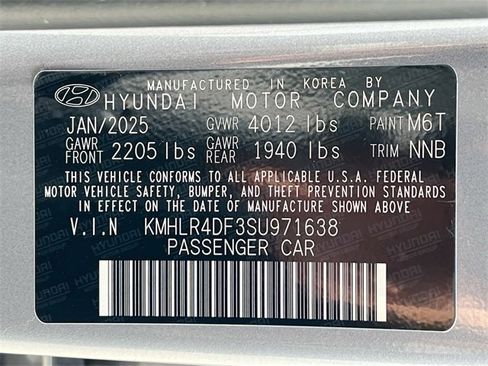 MANUFACTURED IN KOREA BY
HYUNDAI MOTOR COMPANY
JAN/2025 GVWR 4012 lbs PAINT M6T
GAWR FRONT 2205 lbs GAWR REAR 1940 lbs TRIM NNB
THIS VEHICLE CONFORMS TO ALL APPLICABLE U.S.A. FEDERAL
MOTOR VEHICLE SAFETY, BUMPER, AND THEFT PREVENTION STANDARDS
IN EFFECT ON THE DATE OF MANUFACTURE SHOWN ABOVE
V.I.N KMHLR4DF3SU971638
PASSENGER CAR